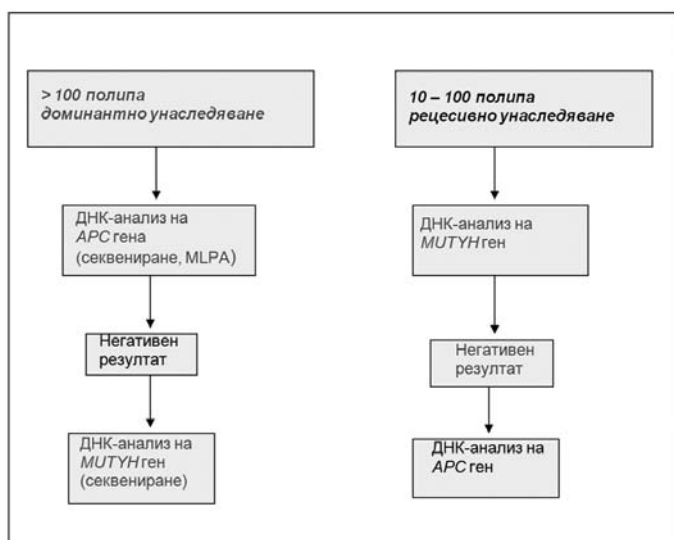 > 100 полипа
доминантно унаследяване
ДНК-анализ на
APC гена
(секвениране, MLPA)
Негативен
резултат
ДНК-анализ на
MUTYH ген
(секвениране)
10 – 100 полипа
рецесивно унаследяване
ДНК-анализ на
MUTYH ген
Негативен
резултат
ДНК-анализ на
APC ген